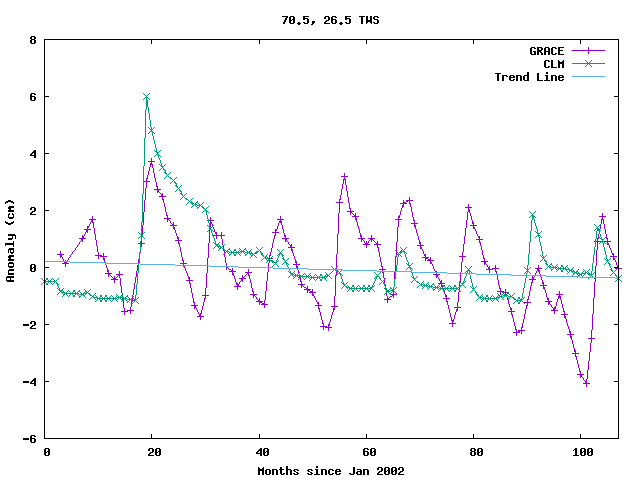 70.5, 26.5 TWS
GRACE
CLM
Trend Line
8
6
4
2
0
-2
-4
-6
Anomaly (cm)
0 20 40 60 80 100
Months since Jan 2002